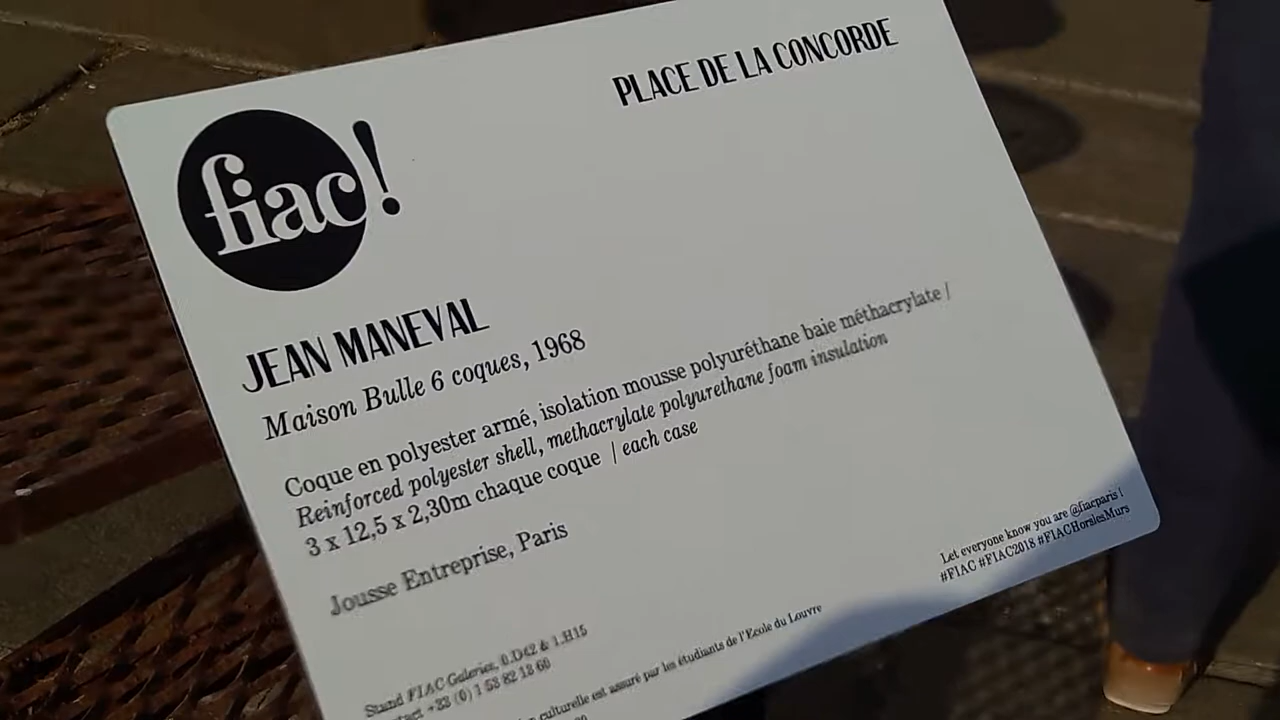 PLACE DE LA CONCORDE
fiac!
JEAN MANEVAL
Maison Bulle 6 coques, 1968
Coque en polyester armé, isolation mousse polyuréthane baie méthacrylate |
Reinforced polyester shell, methacrylate polyurethane foam insulation
3 x 12,5 x 2,30m chaque coque | each case
Jousse Entreprise, Paris
Let everyone know you are @fiacparis !
#FIAC #FIAC2018 #FIACHorslesMurs
Stand FIAC Galeries, 0.D42 & 1.H15
+33 (0) 1 53 82 13 60
culturelle est assuré par les étudiants de l'Ecole du Louvre